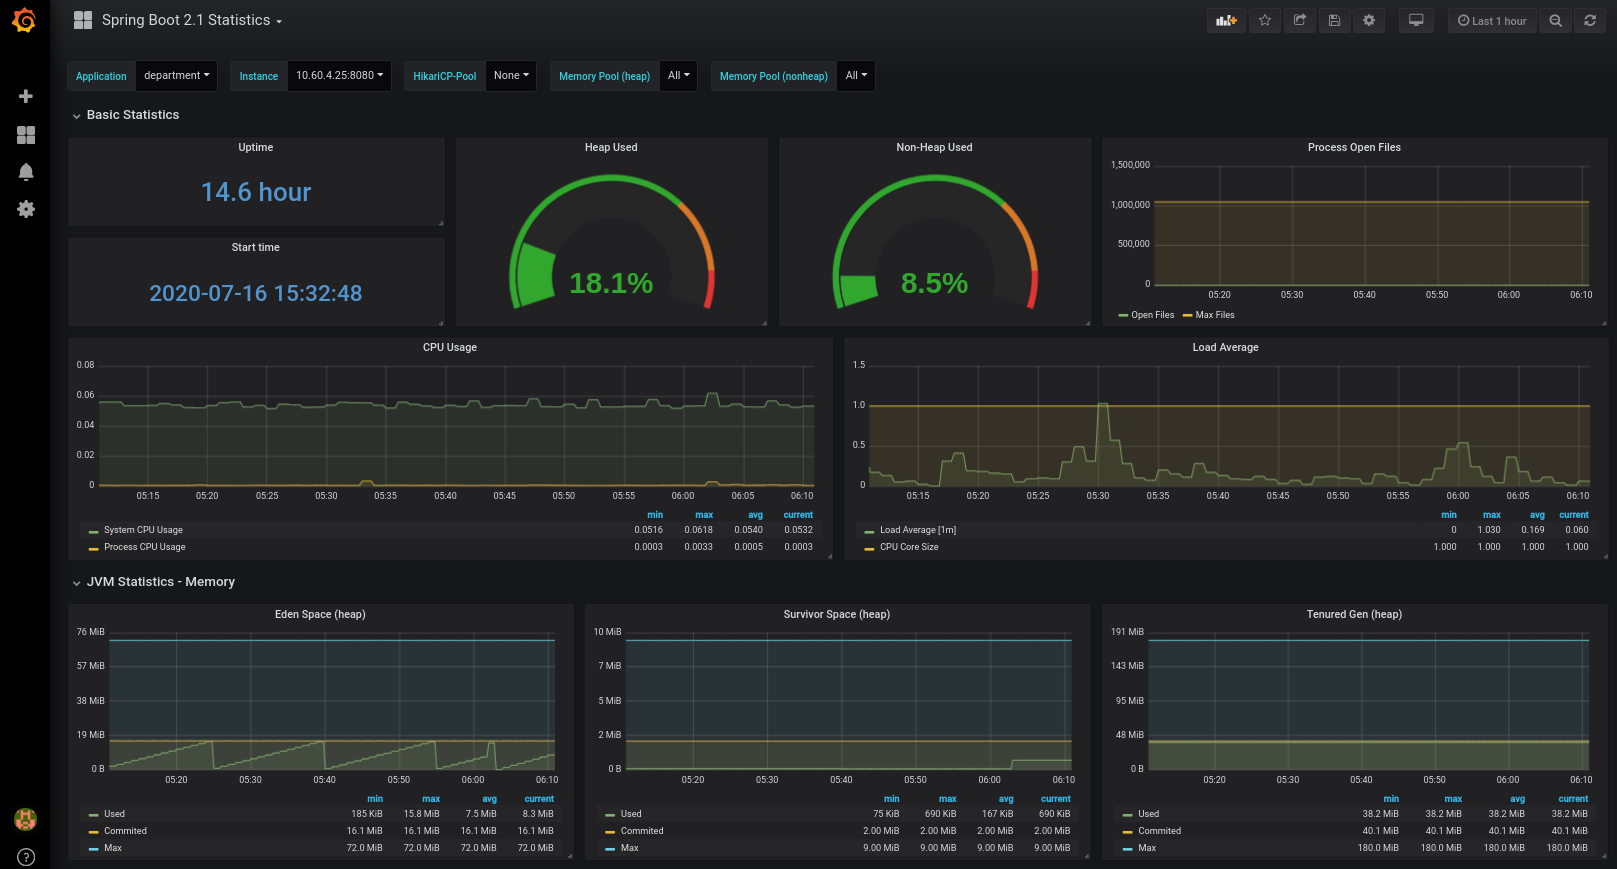 Spring Boot 2.1 Statistics
Last 1 hour
Application department Instance 10.60.4.25:8080 HikariCP-Pool None Memory Pool (heap) All Memory Pool (nonheap) All
Basic Statistics
Uptime
14.6 hour
Start time
2020-07-16 15:32:48
Heap Used
18.1%
Non-Heap Used
8.5%
Process Open Files
1,500,000
1,000,000
500,000
0
05:20 05:30 05:40 05:50 06:00 06:10
Open Files Max Files
CPU Usage
0.08
0.06
0.04
0.02
0
05:15 05:20 05:25 05:30 05:35 05:40 05:45 05:50 05:55 06:00 06:05 06:10
min max avg current
System CPU Usage 0.0516 0.0618 0.0540 0.0532
Process CPU Usage 0.0003 0.0033 0.0005 0.0003
Load Average
1.5
1.0
0.5
0
05:15 05:20 05:25 05:30 05:35 05:40 05:45 05:50 05:55 06:00 06:05 06:10
min max avg current
Load Average [1m] 0 1.030 0.169 0.060
CPU Core Size 1.000 1.000 1.000 1.000
JVM Statistics - Memory
Eden Space (heap)
76 MiB
57 MiB
38 MiB
19 MiB
0 B
05:20 05:30 05:40 05:50 06:00 06:10
min max avg current
Used 185 KiB 15.8 MiB 7.5 MiB 8.3 MiB
Commited 16.1 MiB 16.1 MiB 16.1 MiB 16.1 MiB
Max 72.0 MiB 72.0 MiB 72.0 MiB 72.0 MiB
Survivor Space (heap)
10 MiB
7 MiB
5 MiB
2 MiB
0 B
05:20 05:30 05:40 05:50 06:00 06:10
min max avg current
Used 75 KiB 690 KiB 167 KiB 690 KiB
Commited 2.00 MiB 2.00 MiB 2.00 MiB 2.00 MiB
Max 9.00 MiB 9.00 MiB 9.00 MiB 9.00 MiB
Tenured Gen (heap)
191 MiB
143 MiB
95 MiB
48 MiB
0 B
05:20 05:30 05:40 05:50 06:00 06:10
min max avg current
Used 38.2 MiB 38.2 MiB 38.2 MiB 38.2 MiB
Commited 40.1 MiB 40.1 MiB 40.1 MiB 40.1 MiB
Max 180.0 MiB 180.0 MiB 180.0 MiB 180.0 MiB